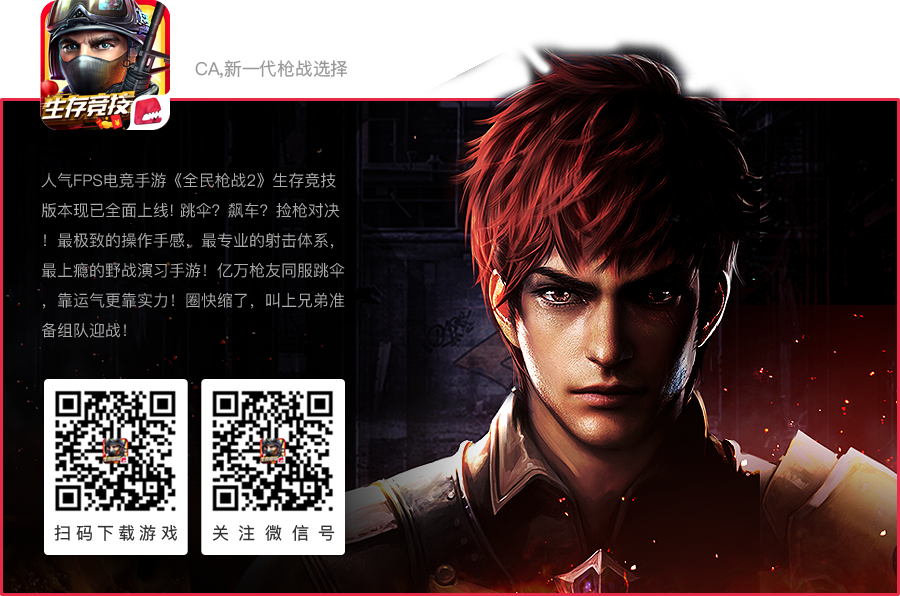 生存竞技
CA,新一代枪战选择
人气FPS电竞手游《全民枪战2》生存竞技
版本现已全面上线! 跳伞？飙车？捡枪对决
！最极致的操作手感，最专业的射击体系，
最上瘾的野战演习手游！亿万枪友同服跳伞
，靠运气更靠实力！圈快缩了，叫上兄弟准
备组队迎战！
扫码下载游戏
关注微信号